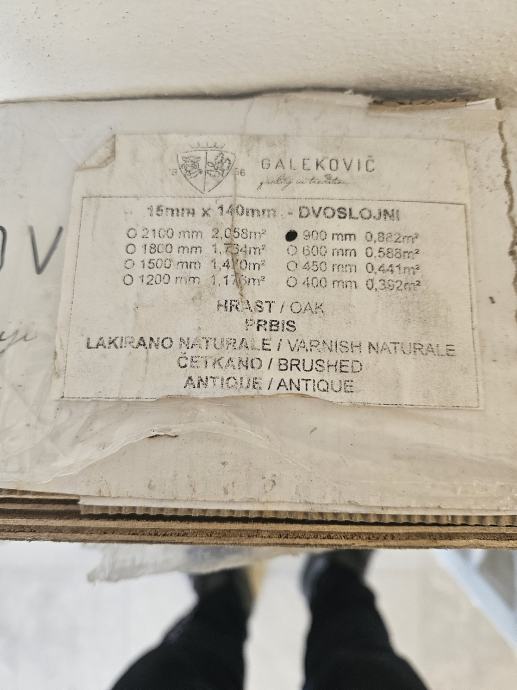 GALEKOVIĆ
15mm x 140mm - DVOSLOJNI
2100 mm 2,058m² 900 mm 0,882m²
1800 mm 1,764m² 600 mm 0,588m²
1500 mm 1,470m² 450 mm 0,441m²
1200 mm 1,176m² 400 mm 0,392m²
HRAST / OAK
PRBIS
LAKIRANO NATURALE / VARNISH NATURALE
ČETKANO / BRUSHED
ANTIQUE / ANTIQUE
OV